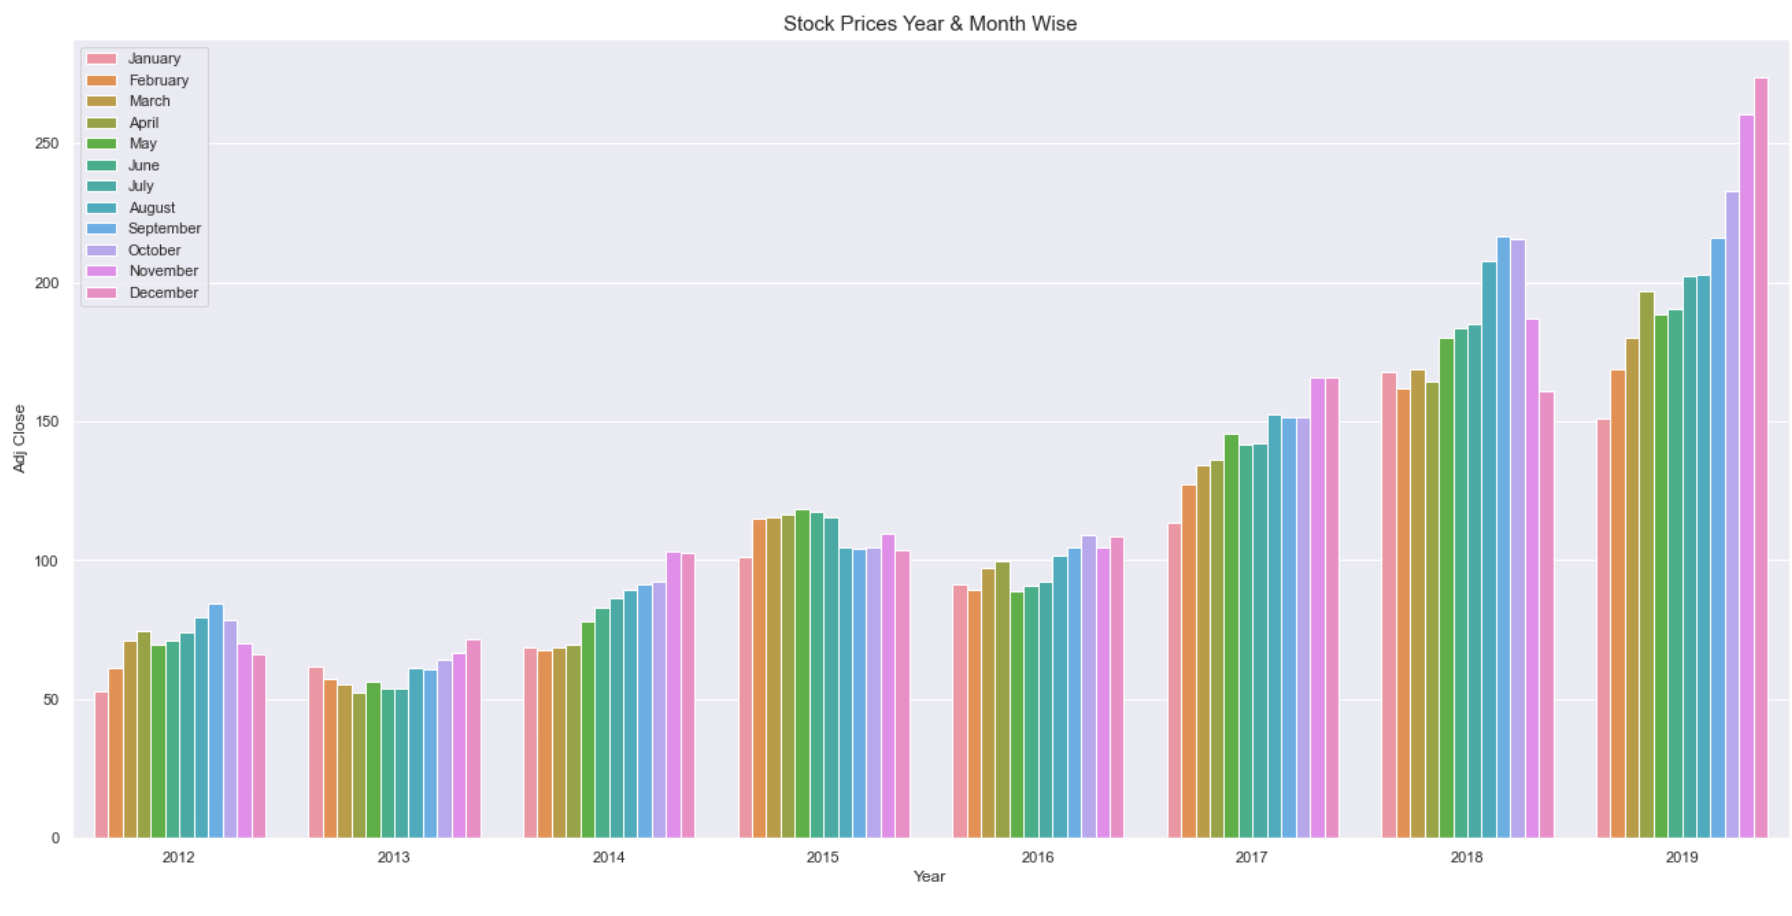 Stock Prices Year & Month Wise
January
February
March
April
May
June
July
August
September
October
November
December
250
200
150
100
50
0
Adj Close
2012 2013 2014 2015 2016 2017 2018 2019
Year